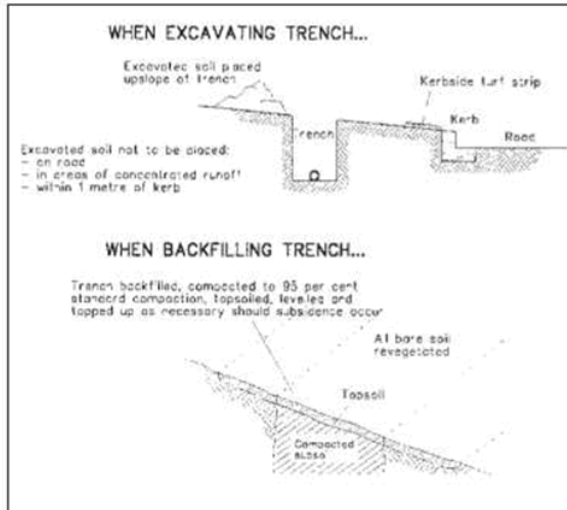 WHEN EXCAVATING TRENCH...
Excavated soil placed
upslope of trench
Kerbside turf strip
Kerb
Road
Trench
Excavated soil not to be placed:
- on road
- in areas of concentrated runoff
- within 1 metre of kerb
WHEN BACKFILLING TRENCH...
Trench backfilled, compacted to 95 per cent
standard compaction, topsoiled, levelled and
topped up as necessary should subsidence occur
All bare soil
revegetated
Topsoil
Compacted